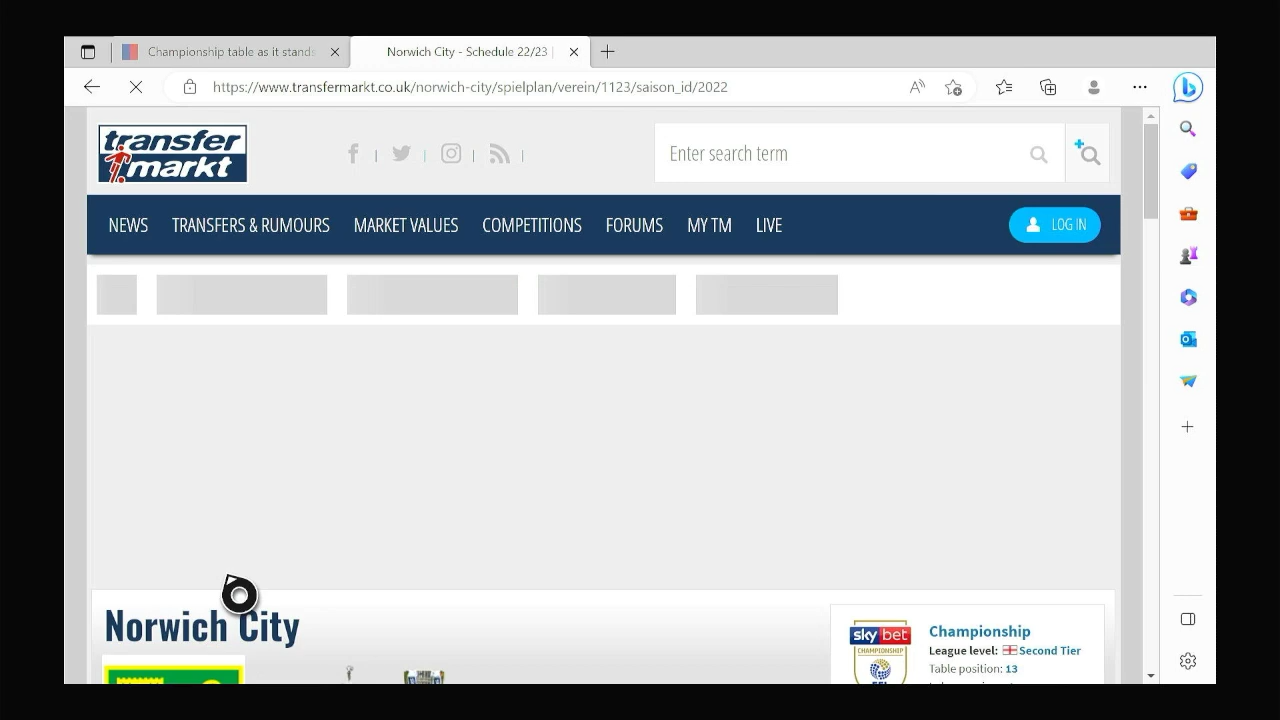 Championship table as it stands
Norwich City - Schedule 22/23 |
https://www.transfermarkt.co.uk/norwich-city/spielplan/verein/1123/saison_id/2022
transfer
markt
Enter search term
NEWS TRANSFERS & RUMOURS MARKET VALUES COMPETITIONS FORUMS MY TM LIVE LOG IN
Norwich City
sky bet
CHAMPIONSHIP
Championship
League level: Second Tier
Table position: 13